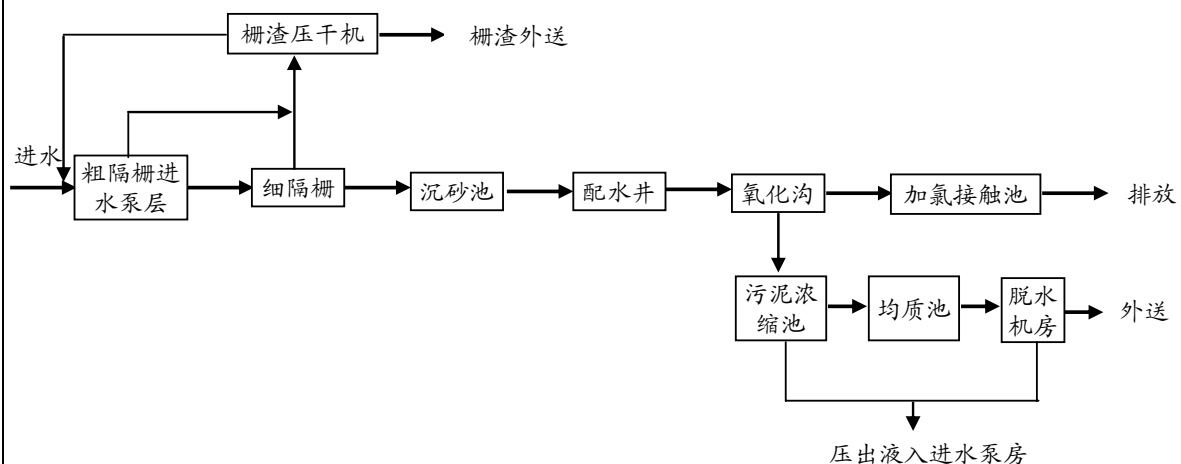 栅渣压干机
栅渣外送
进水
粗隔栅进
水泵层
细隔栅
沉砂池
配水井
氧化沟
加氯接触池
排放
污泥浓
缩池
均质池
脱水
机房
外送
压出液入进水泵房